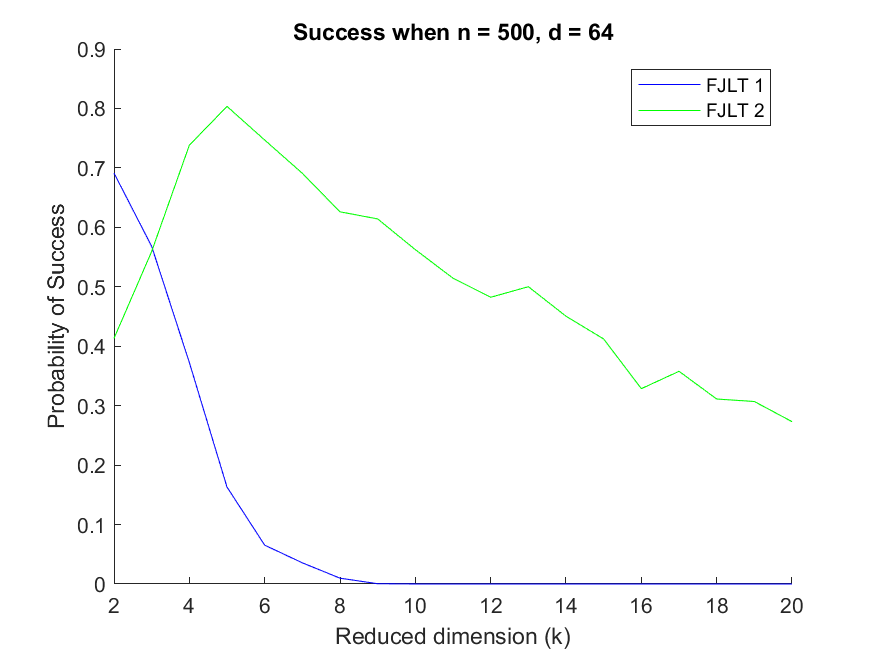 Success when n = 500, d = 64
FJLT 1
FJLT 2
Probability of Success
0.9
0.8
0.7
0.6
0.5
0.4
0.3
0.2
0.1
0
2 4 6 8 10 12 14 16 18 20
Reduced dimension (k)